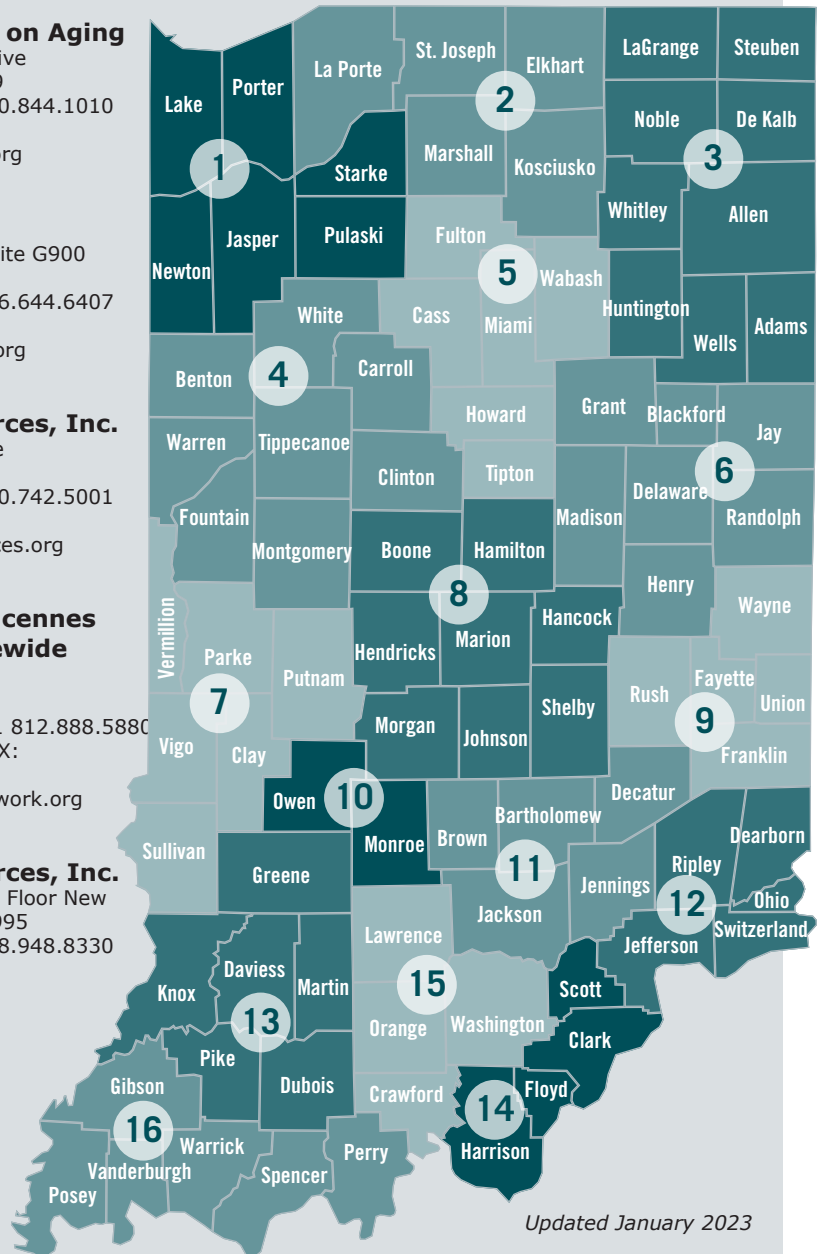 on Aging
ive
9
0.844.1010
org
ite G900
6.644.6407
org
rces, Inc.
e
0.742.5001
ces.org
cennes
ewide
812.888.5880
X:
work.org
rces, Inc.
Floor New
995
8.948.8330
St. Joseph
LaGrange
Steuben
La Porte
Elkhart
Porter
Lake
2
Noble
De Kalb
Marshall
Kosciusko
3
1
Starke
Whitley
Allen
Jasper
Pulaski
Fulton
Newton
5
Wabash
White
Cass
Miami
Huntington
Adams
Wells
Benton
4
Carroll
Grant
Blackford
Howard
Jay
Warren
Tippecanoe
Clinton
Tipton
6
Delaware
Fountain
Madison
Randolph
Montgomery
Boone
Hamilton
Henry
8
Wayne
Vermillion
Hancock
Parke
Hendricks
Marion
Putnam
Fayette
Rush
Union
7
Shelby
9
Morgan
Vigo
Clay
Johnson
Franklin
Owen
10
Decatur
Bartholomew
Monroe
Brown
Dearborn
Sullivan
11
Ripley
Greene
Jennings
12
Ohio
Jackson
Switzerland
Lawrence
Jefferson
Daviess
Knox
Martin
15
Scott
13
Orange
Washington
Clark
Pike
Gibson
Dubois
Crawford
Floyd
14
16
Warrick
Perry
Harrison
Vanderburgh
Spencer
Posey
Updated January 2023